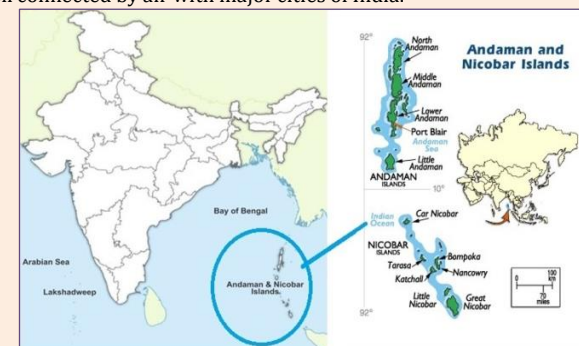 connected by air with major cities of India.
Bay of Bengal
Arabian Sea
Lakshadweep
Andaman & Nicobar
Islands
Andaman and
Nicobar Islands
92°
North
Andaman
Middle
Andaman
Lower
Andaman
Port Blair
Andaman
Sea
Little
Andaman
ANDAMAN
ISLANDS
10°
Indian
Ocean
Car Nicobar
NICOBAR
ISLANDS
Tarasa
Bompoka
Katchall
Nancowry
Little
Nicobar
Great
Nicobar
92°
0
100
km
70
miles